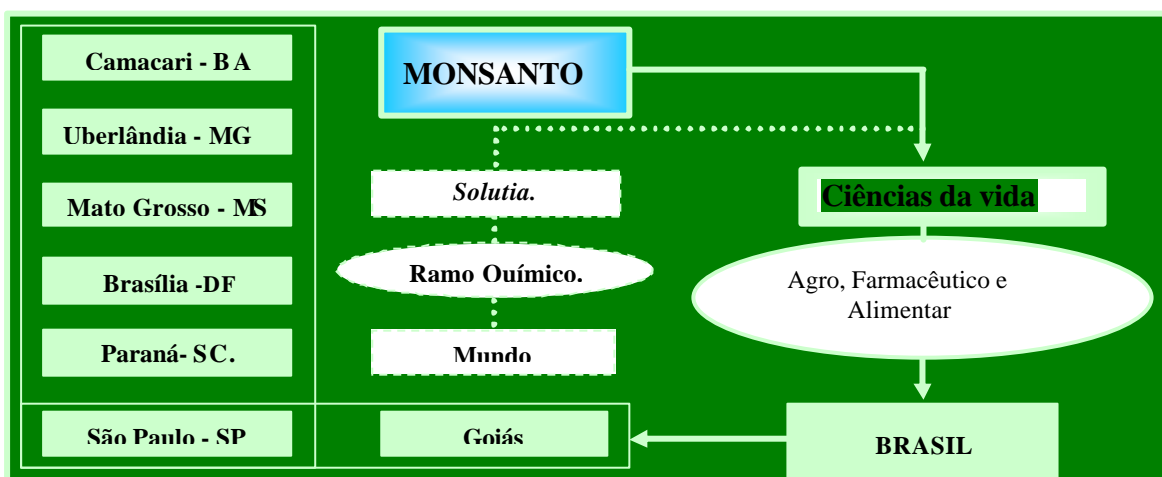 Camacari - BA
Uberlândia - MG
Mato Grosso - MS
Brasília -DF
Paraná- SC.
São Paulo - SP
MONSANTO
Solutia.
Ramo Químico.
Mundo
Goiás
Ciências da vida
Agro, Farmacêutico e
Alimentar
BRASIL